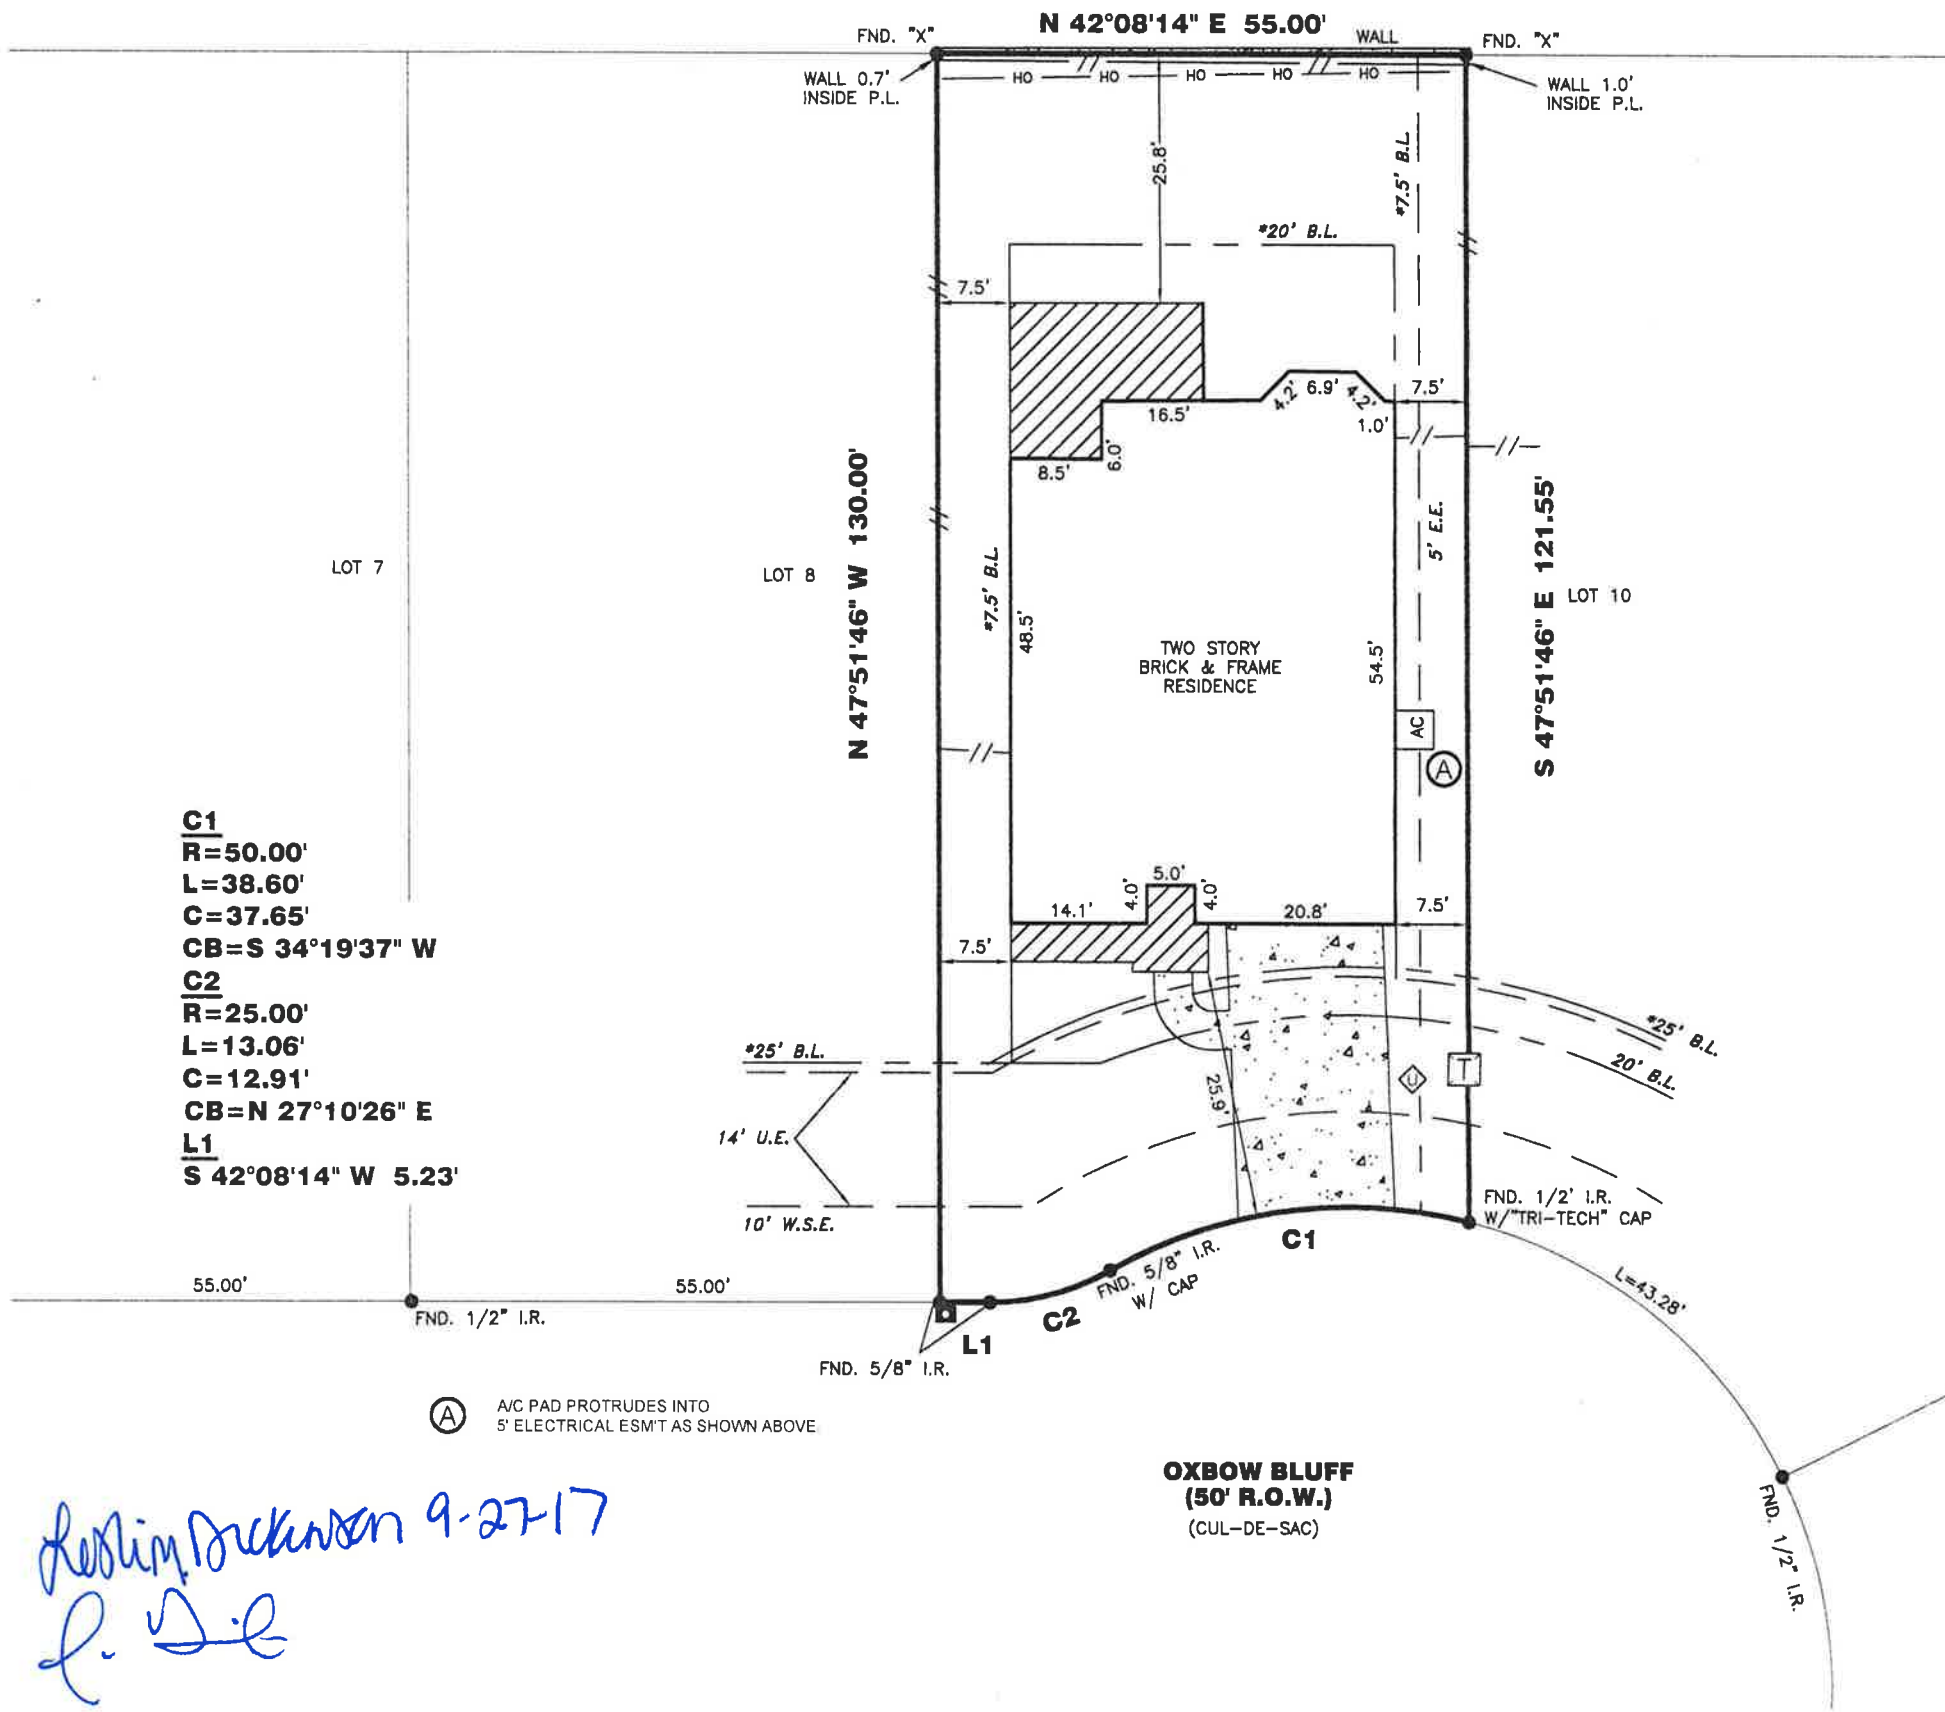 N 42°08'14" E 55.00'
FND. "X"
WALL
FND. "X"
WALL 0.7'
INSIDE P.L.
HO HO HO HO HO
WALL 1.0'
INSIDE P.L.
25.8'
*7.5' B.L.
*20' B.L.
7.5'
4.2'
6.9'
4.2'
7.5'
16.5'
1.0'
8.5'
6.0'
N 47°51'46" W 130.00'
S 47°51'46" E 121.55'
5' E.E.
LOT 7
LOT 8
LOT 10
*7.5' B.L.
48.5'
54.5'
TWO STORY
BRICK & FRAME
RESIDENCE
AC
A
C1
R=50.00'
L=38.60'
C=37.65'
CB=S 34°19'37" W
C2
R=25.00'
L=13.06'
C=12.91'
CB=N 27°10'26" E
L1
S 42°08'14" W 5.23'
5.0'
4.0'
4.0'
14.1'
20.8'
7.5'
7.5'
*25' B.L.
*25' B.L.
20' B.L.
T
U
25.9'
14' U.E.
10' W.S.E.
FND. 1/2' I.R.
W/"TRI-TECH" CAP
C1
FND. 5/8" I.R.
W/ CAP
55.00'
55.00'
FND. 1/2" I.R.
C2
L1
FND. 5/8" I.R.
L=43.28'
A
A/C PAD PROTRUDES INTO
5' ELECTRICAL ESM'T AS SHOWN ABOVE
OXBOW BLUFF
(50' R.O.W.)
(CUL-DE-SAC)
FND. 1/2" I.R.
Dickinson 9-27-17